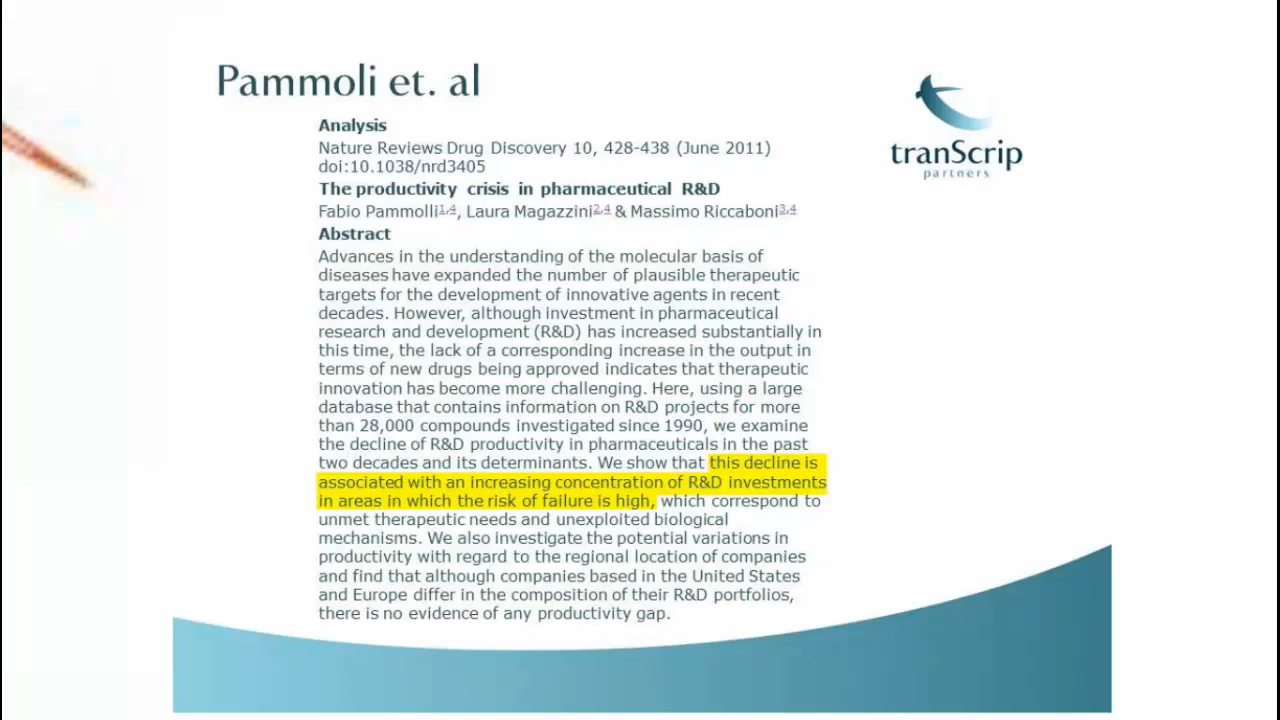 Pammoli et. al
Analysis
Nature Reviews Drug Discovery 10, 428-438 (June 2011)
doi:10.1038/nrd3405
The productivity crisis in pharmaceutical R&D
Fabio Pammolli1,4, Laura Magazzini2,4 & Massimo Riccaboni3,4
Abstract
Advances in the understanding of the molecular basis of
diseases have expanded the number of plausible therapeutic
targets for the development of innovative agents in recent
decades. However, although investment in pharmaceutical
research and development (R&D) has increased substantially in
this time, the lack of a corresponding increase in the output in
terms of new drugs being approved indicates that therapeutic
innovation has become more challenging. Here, using a large
database that contains information on R&D projects for more
than 28,000 compounds investigated since 1990, we examine
the decline of R&D productivity in pharmaceuticals in the past
two decades and its determinants. We show that this decline is
associated with an increasing concentration of R&D investments
in areas in which the risk of failure is high, which correspond to
unmet therapeutic needs and unexploited biological
mechanisms. We also investigate the potential variations in
productivity with regard to the regional location of companies
and find that although companies based in the United States
and Europe differ in the composition of their R&D portfolios,
there is no evidence of any productivity gap.
tranScrip
partners